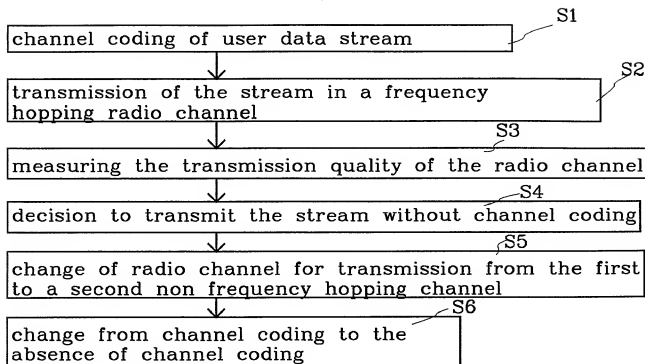 S1
channel coding of user data stream
S2
transmission of the stream in a frequency
hopping radio channel
S3
measuring the transmission quality of the radio channel
S4
decision to transmit the stream without channel coding
S5
change of radio channel for transmission from the first
to a second non frequency hopping channel
S6
change from channel coding to the
absence of channel coding